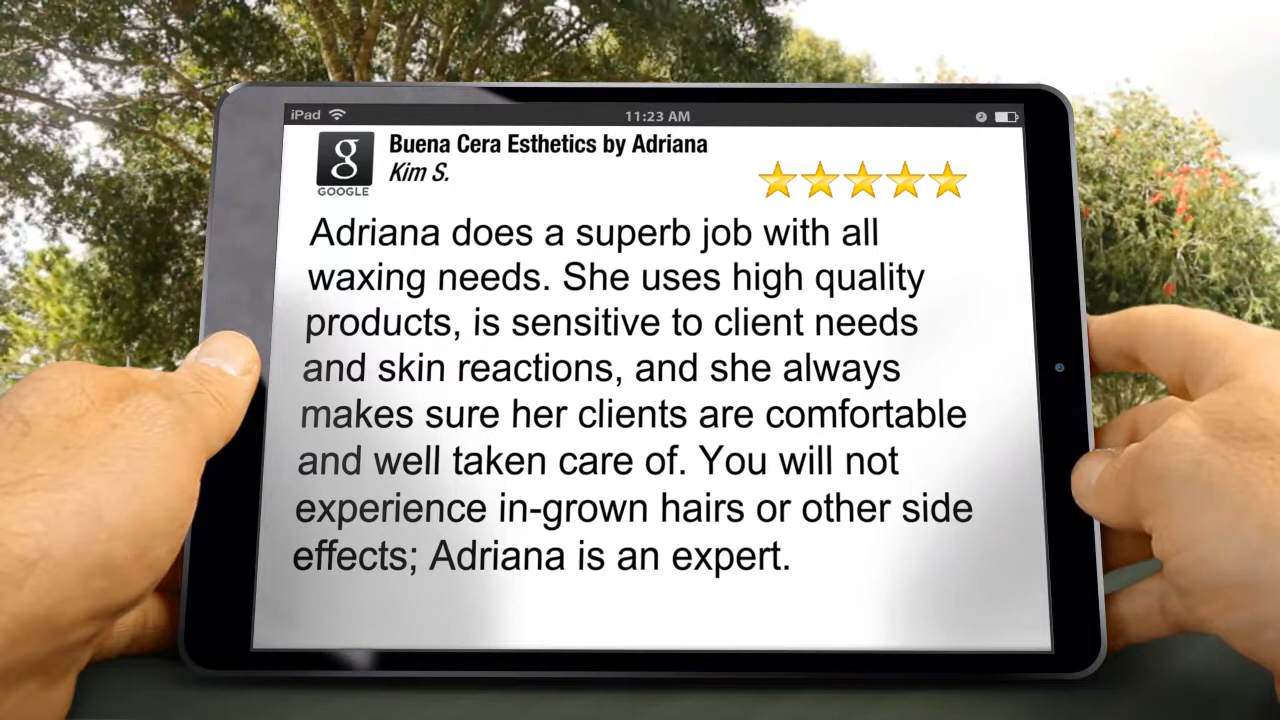 iPad 11:23 AM
g
GOOGLE
Buena Cera Esthetics by Adriana
Kim S.
Adriana does a superb job with all
waxing needs. She uses high quality
products, is sensitive to client needs
and skin reactions, and she always
makes sure her clients are comfortable
and well taken care of. You will not
experience in-grown hairs or other side
effects; Adriana is an expert.